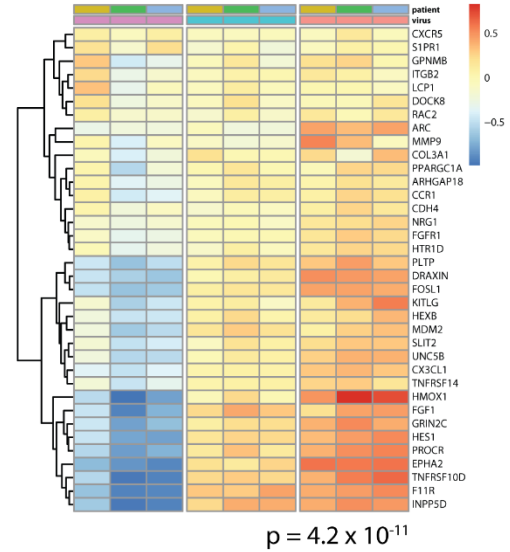 patient
virus
CXCR5
S1PR1
GPNMB
ITGB2
LCP1
DOCK8
RAC2
ARC
MMP9
COL3A1
PPARGC1A
ARHGAP18
CCR1
CDH4
NRG1
FGFR1
HTR1D
PLTP
DRAXIN
FOSL1
KITLG
HEXB
MDM2
SLIT2
UNC5B
CX3CL1
TNFRSF14
HMOX1
FGF1
GRIN2C
HES1
PROCR
EPHA2
TNFRSF10D
F11R
INPP5D
0.5
0
−0.5
p = 4.2 x 10⁻¹¹